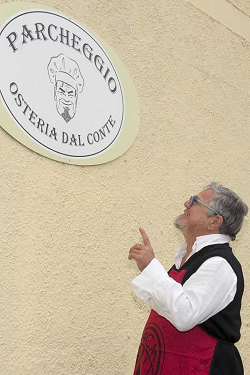 PARCHEGGIO
OSTERIA DAL CONTE